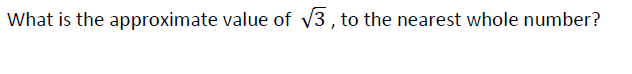 What is the approximate value of √3 , to the nearest whole number?